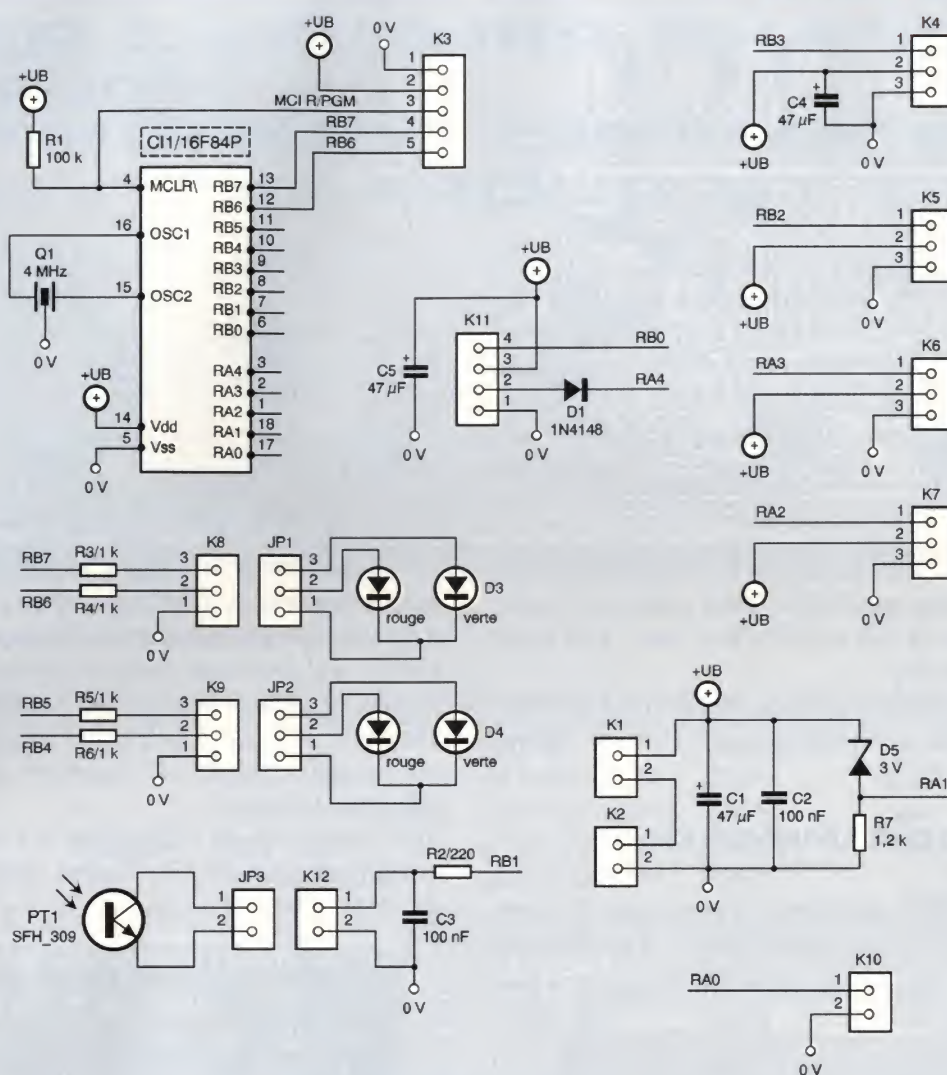 +UB
R1
100 k
CI1/16F84P
4
MCLR\
16
OSC1
15
OSC2
14
Vdd
5
Vss
RB7
13
RB6
12
RB5
11
RB4
10
RB3
9
RB2
8
RB1
7
RB0
6
RA4
3
RA3
2
RA2
1
RA1
18
RA0
17
Q1
4 MHz
0 V
+UB
0 V
+UB
0 V
K3
1
2
3
4
5
MCI R/PGM
RB7
RB6
K4
RB3
1
2
3
+
C4
47 µF
+UB
0 V
K5
RB2
1
2
3
+UB
0 V
K6
RA3
1
2
3
+UB
0 V
K7
RA2
1
2
3
+UB
0 V
+UB
K11
4
3
2
1
RB0
RA4
+
C5
47 µF
D1
1N4148
0 V
0 V
RB7
R3/1 k
RB6
R4/1 k
K8
3
2
1
0 V
JP1
3
2
1
rouge
verte
D3
RB5
R5/1 k
RB4
R6/1 k
K9
3
2
1
0 V
JP2
3
2
1
rouge
verte
D4
PT1
SFH_309
JP3
1
2
K12
1
2
R2/220
RB1
C3
100 nF
0 V
+UB
K1
1
2
K2
1
2
+
C1
47 µF
C2
100 nF
D5
3 V
RA1
R7
1,2 k
0 V
K10
RA0
1
2
0 V